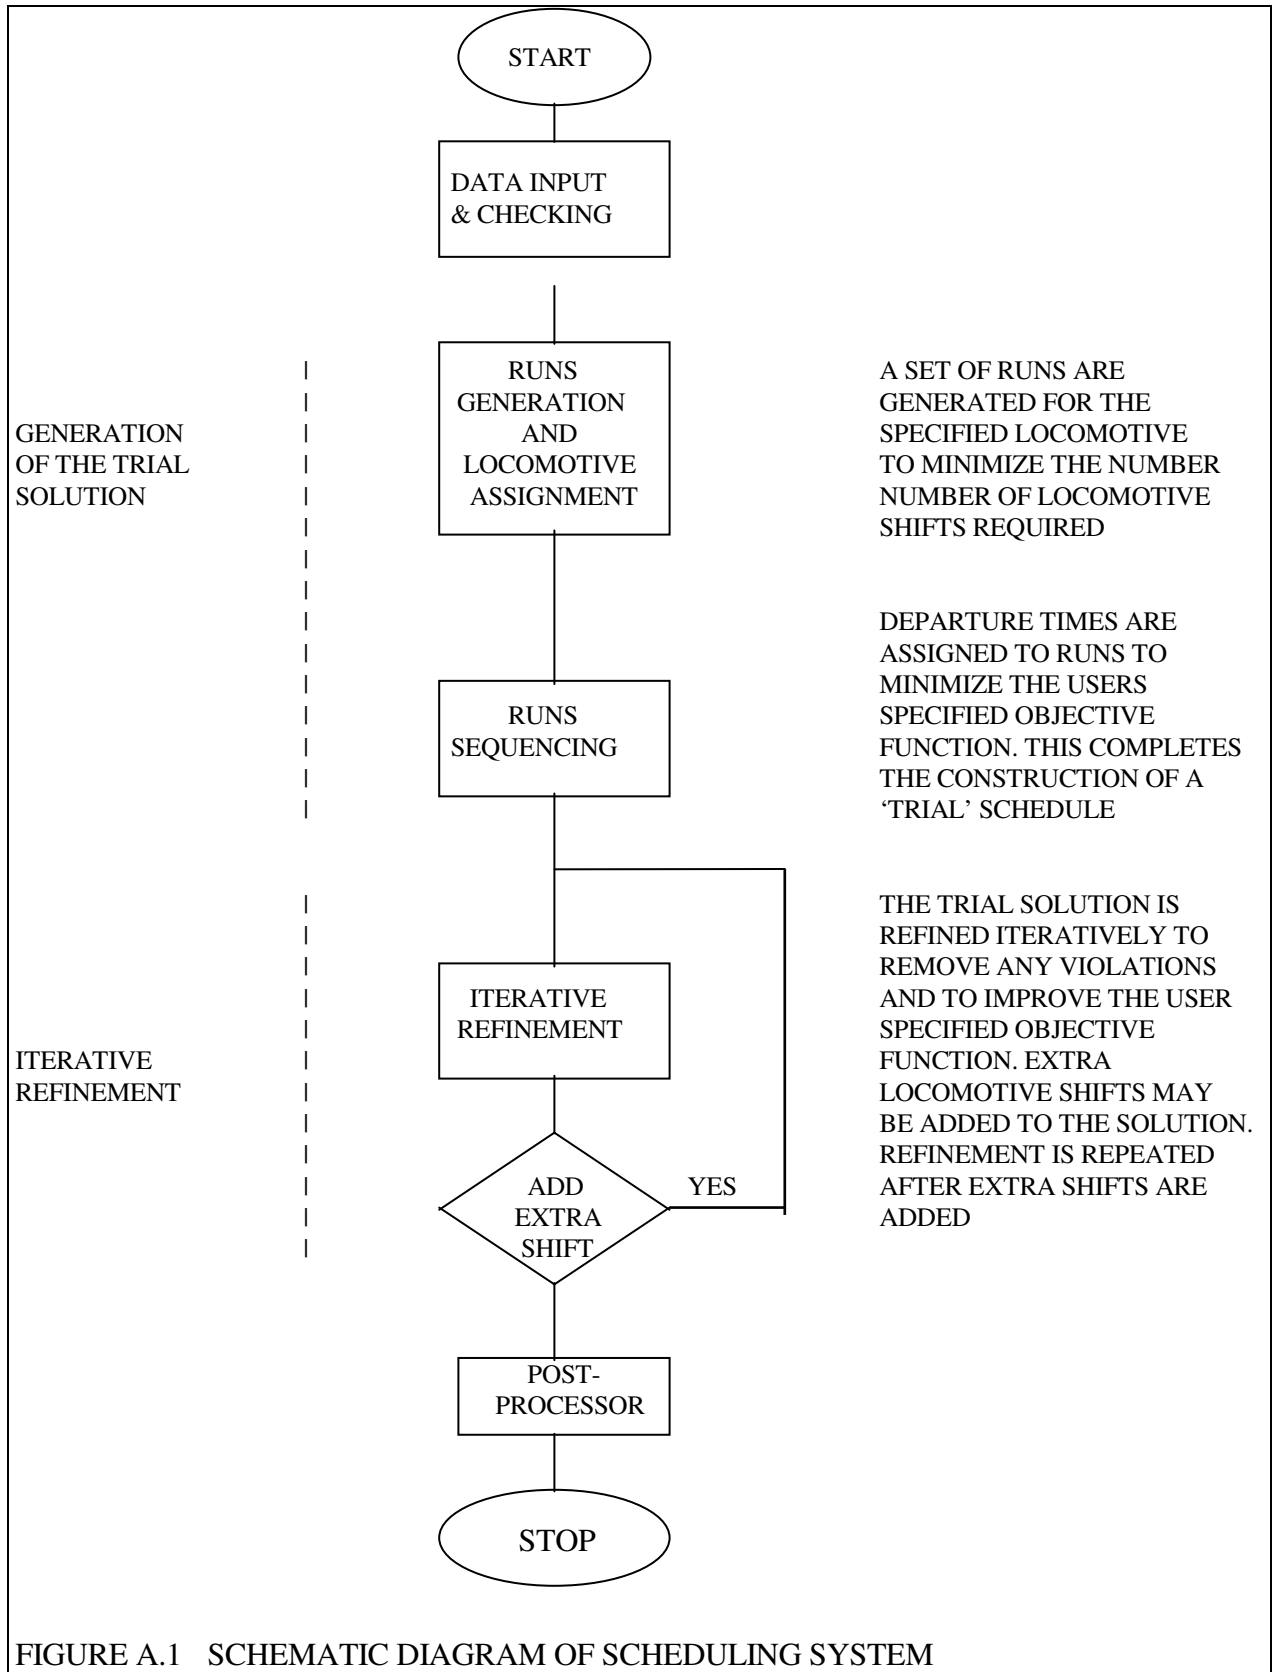 START
DATA INPUT
& CHECKING
GENERATION
OF THE TRIAL
SOLUTION
RUNS
GENERATION
AND
LOCOMOTIVE
ASSIGNMENT
A SET OF RUNS ARE
GENERATED FOR THE
SPECIFIED LOCOMOTIVE
TO MINIMIZE THE NUMBER
NUMBER OF LOCOMOTIVE
SHIFTS REQUIRED
RUNS
SEQUENCING
DEPARTURE TIMES ARE
ASSIGNED TO RUNS TO
MINIMIZE THE USERS
SPECIFIED OBJECTIVE
FUNCTION. THIS COMPLETES
THE CONSTRUCTION OF A
‘TRIAL’ SCHEDULE
ITERATIVE
REFINEMENT
ITERATIVE
REFINEMENT
THE TRIAL SOLUTION IS
REFINED ITERATIVELY TO
REMOVE ANY VIOLATIONS
AND TO IMPROVE THE USER
SPECIFIED OBJECTIVE
FUNCTION. EXTRA
LOCOMOTIVE SHIFTS MAY
BE ADDED TO THE SOLUTION.
REFINEMENT IS REPEATED
AFTER EXTRA SHIFTS ARE
ADDED
ADD
EXTRA
SHIFT
YES
POST-
PROCESSOR
STOP
FIGURE A.1 SCHEMATIC DIAGRAM OF SCHEDULING SYSTEM